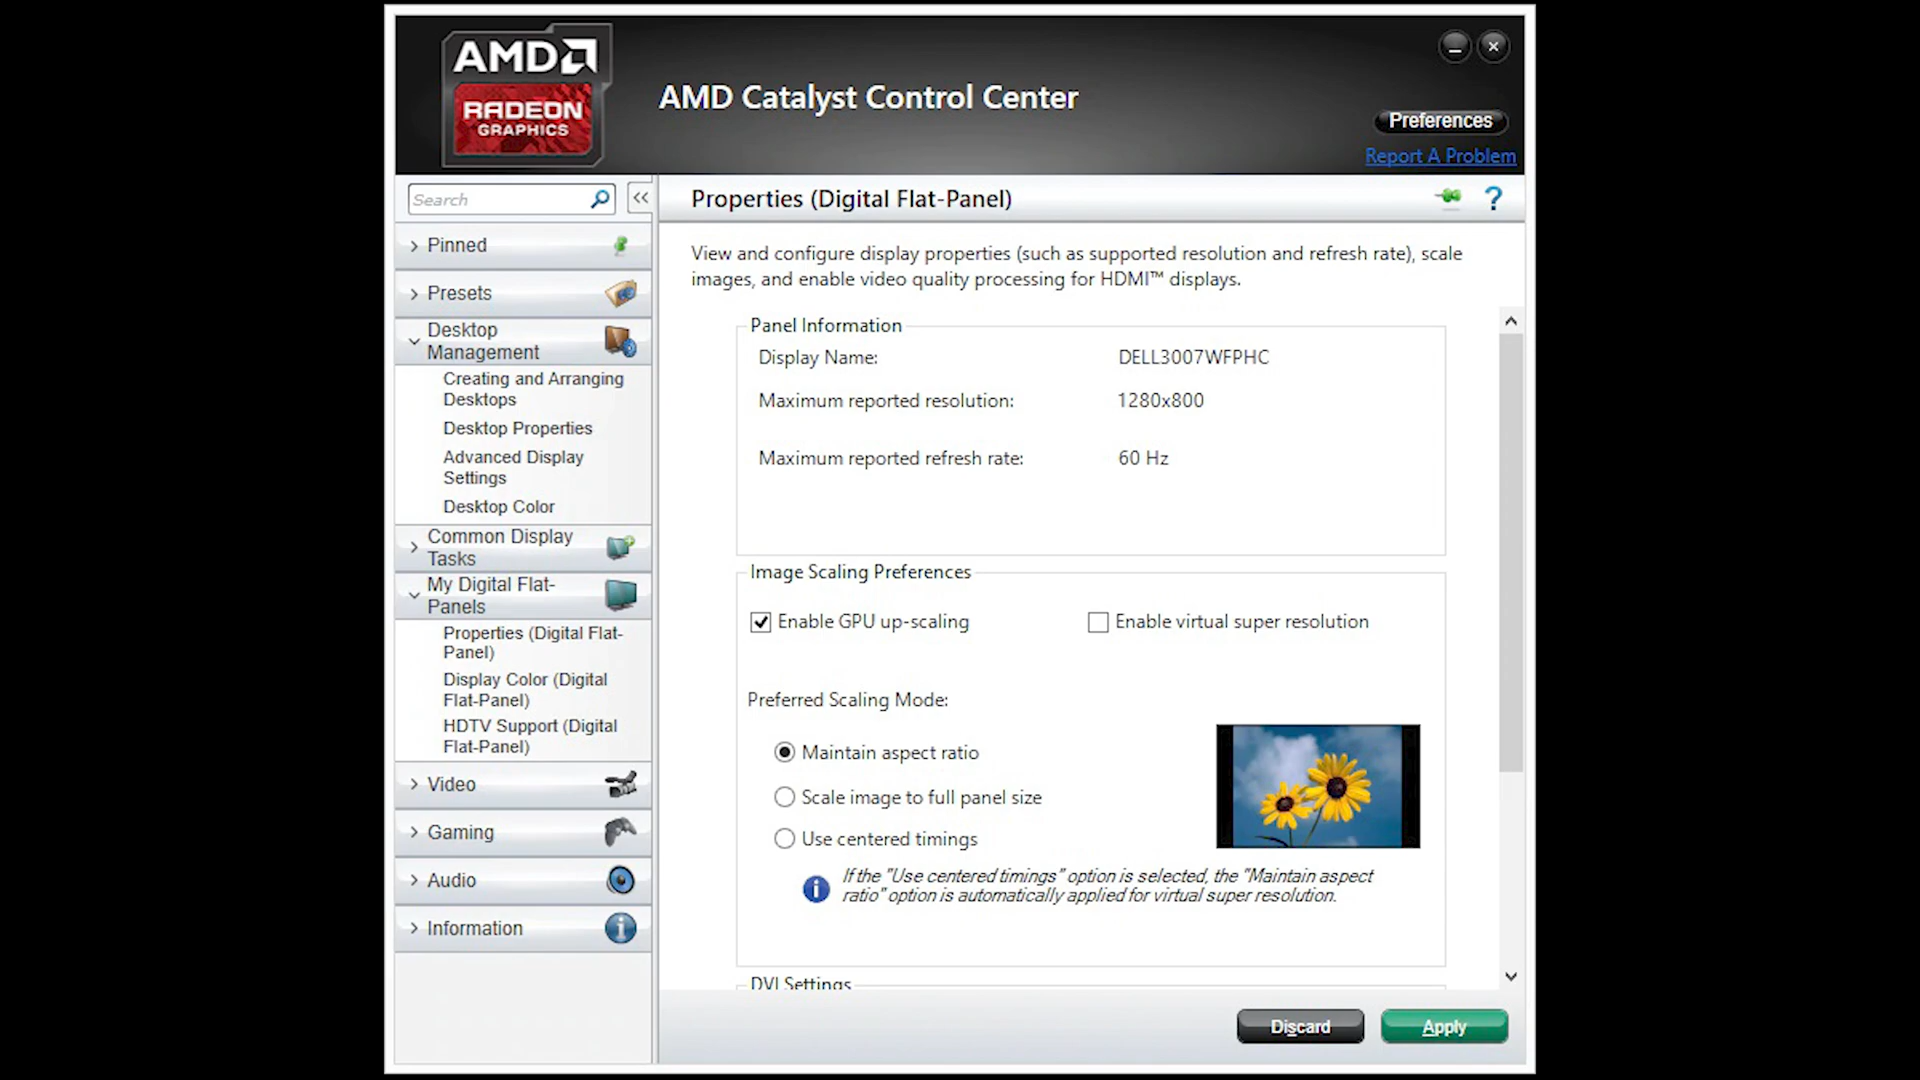 AMD
RADEON
GRAPHICS
AMD Catalyst Control Center
Preferences
Report A Problem
Search
Pinned
Presets
Desktop
Management
Creating and Arranging
Desktops
Desktop Properties
Advanced Display
Settings
Desktop Color
Common Display
Tasks
My Digital Flat-
Panels
Properties (Digital Flat-
Panel)
Display Color (Digital
Flat-Panel)
HDTV Support (Digital
Flat-Panel)
Video
Gaming
Audio
Information
Properties (Digital Flat-Panel)
View and configure display properties (such as supported resolution and refresh rate), scale
images, and enable video quality processing for HDMI™ displays.
Panel Information
Display Name: DELL3007WFPHC
Maximum reported resolution: 1280x800
Maximum reported refresh rate: 60 Hz
Image Scaling Preferences
Enable GPU up-scaling Enable virtual super resolution
Preferred Scaling Mode:
Maintain aspect ratio
Scale image to full panel size
Use centered timings
If the "Use centered timings" option is selected, the "Maintain aspect
ratio" option is automatically applied for virtual super resolution.
DVI Settings
Discard Apply